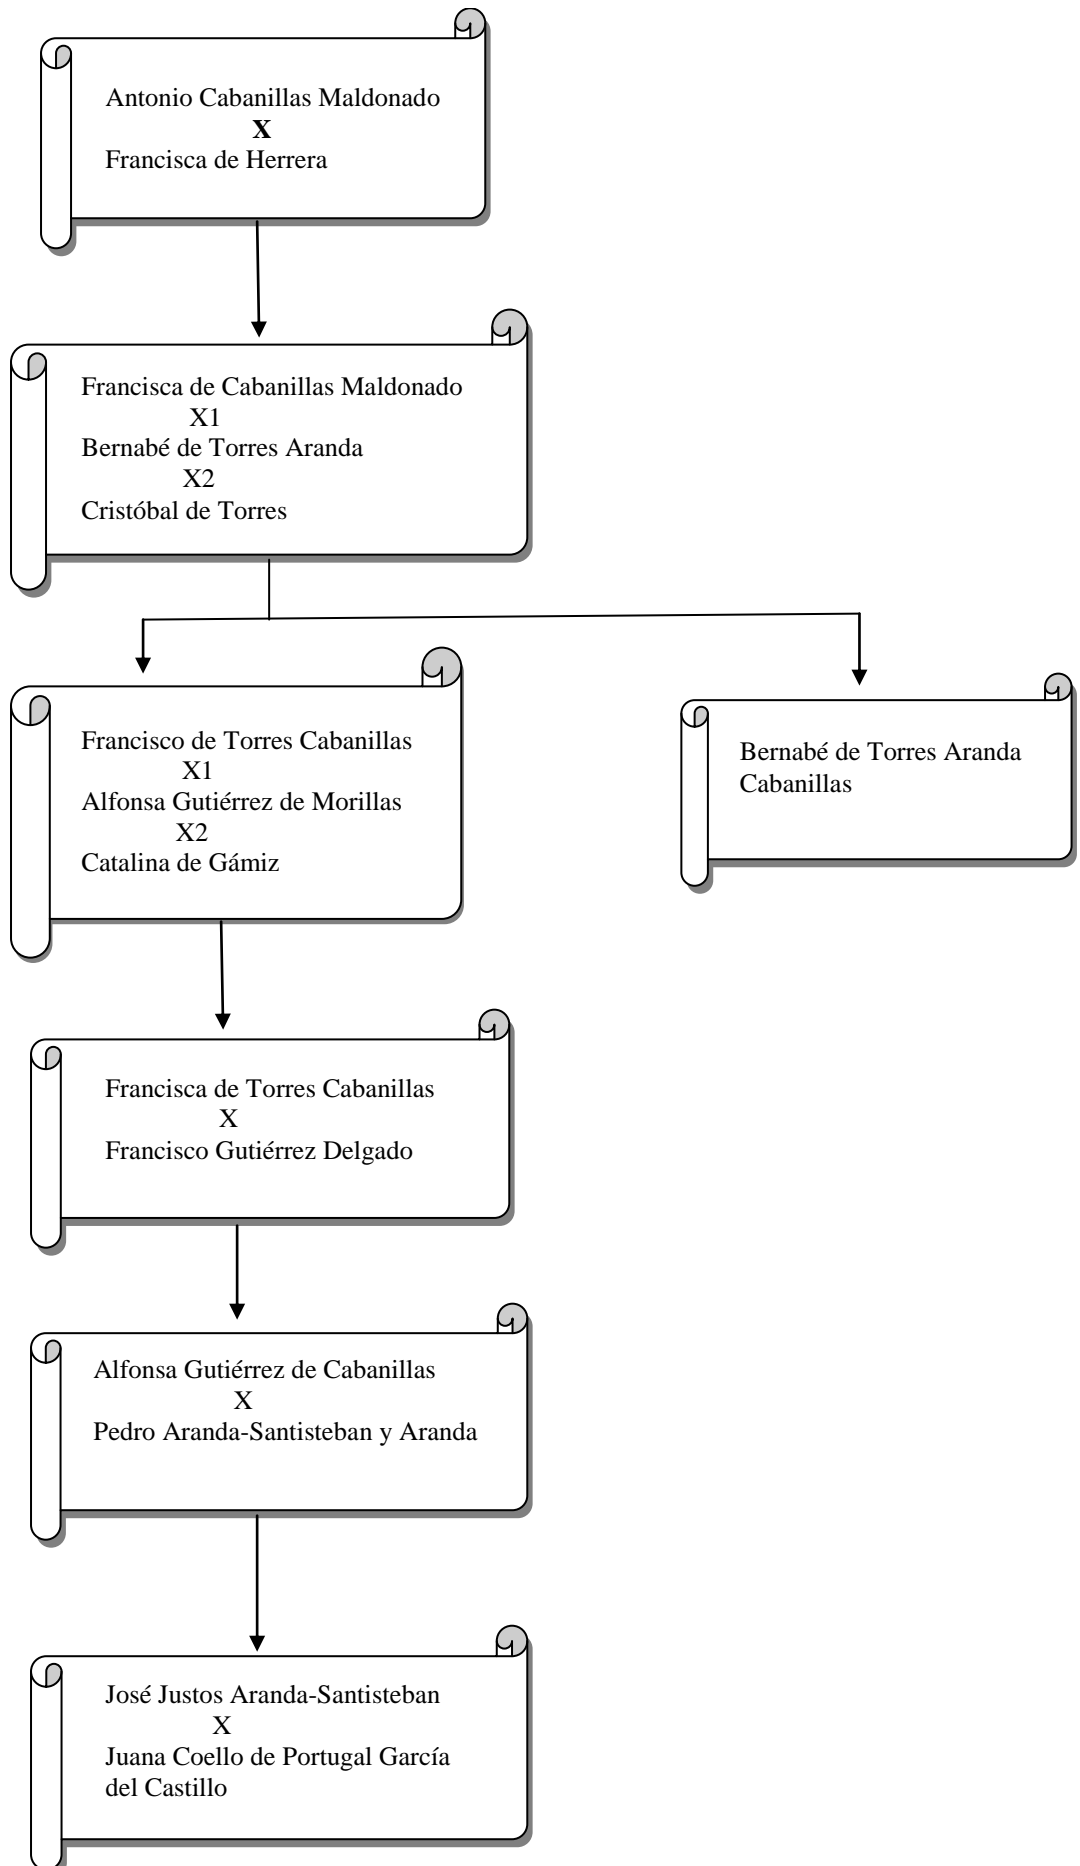 Antonio Cabanillas Maldonado
X
Francisca de Herrera
Francisca de Cabanillas Maldonado
X1
Bernabé de Torres Aranda
X2
Cristóbal de Torres
Francisco de Torres Cabanillas
X1
Alfonsa Gutiérrez de Morillas
X2
Catalina de Gámiz
Bernabé de Torres Aranda
Cabanillas
Francisca de Torres Cabanillas
X
Francisco Gutiérrez Delgado
Alfonsa Gutiérrez de Cabanillas
X
Pedro Aranda-Santisteban y Aranda
José Justos Aranda-Santisteban
X
Juana Coello de Portugal García
del Castillo